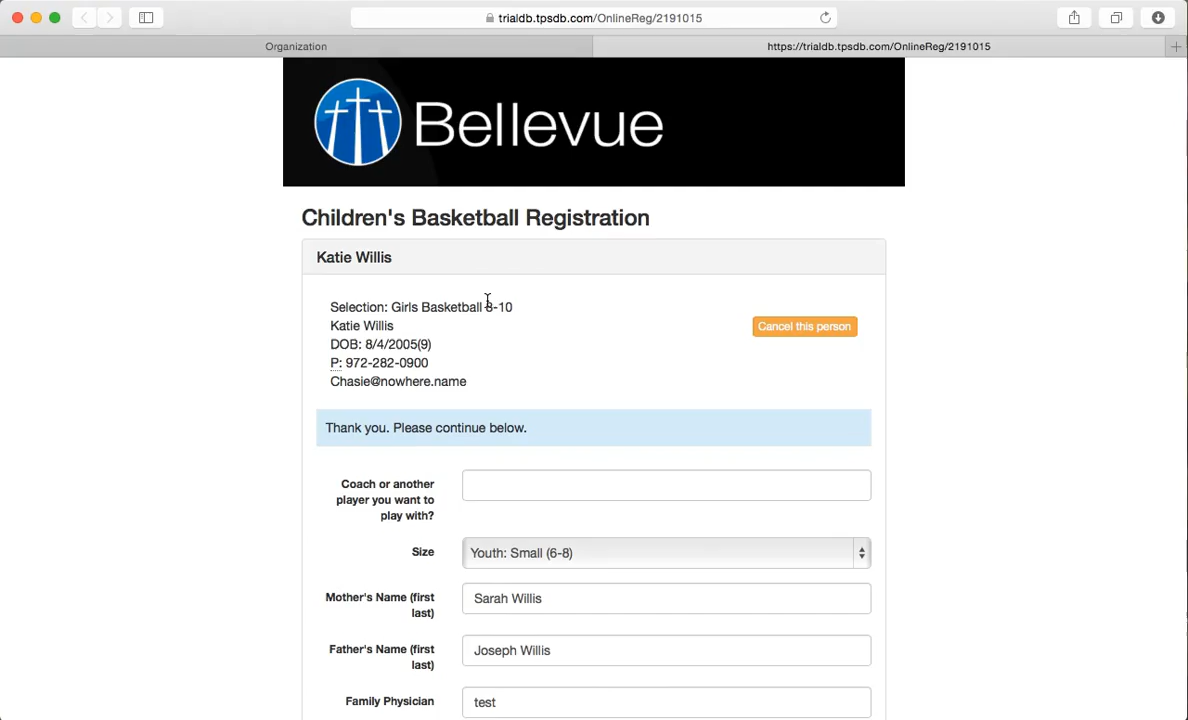 trialdb.tpsdb.com/OnlineReg/2191015
Organization
https://trialdb.tpsdb.com/OnlineReg/2191015
Bellevue
Children's Basketball Registration
Katie Willis
Selection: Girls Basketball 8-10
Katie Willis
Cancel this person
DOB: 8/4/2005(9)
P: 972-282-0900
Chasie@nowhere.name
Thank you. Please continue below.
Coach or another
player you want to
play with?
Size
Youth: Small (6-8)
Mother's Name (first
last)
Sarah Willis
Father's Name (first
last)
Joseph Willis
Family Physician
test